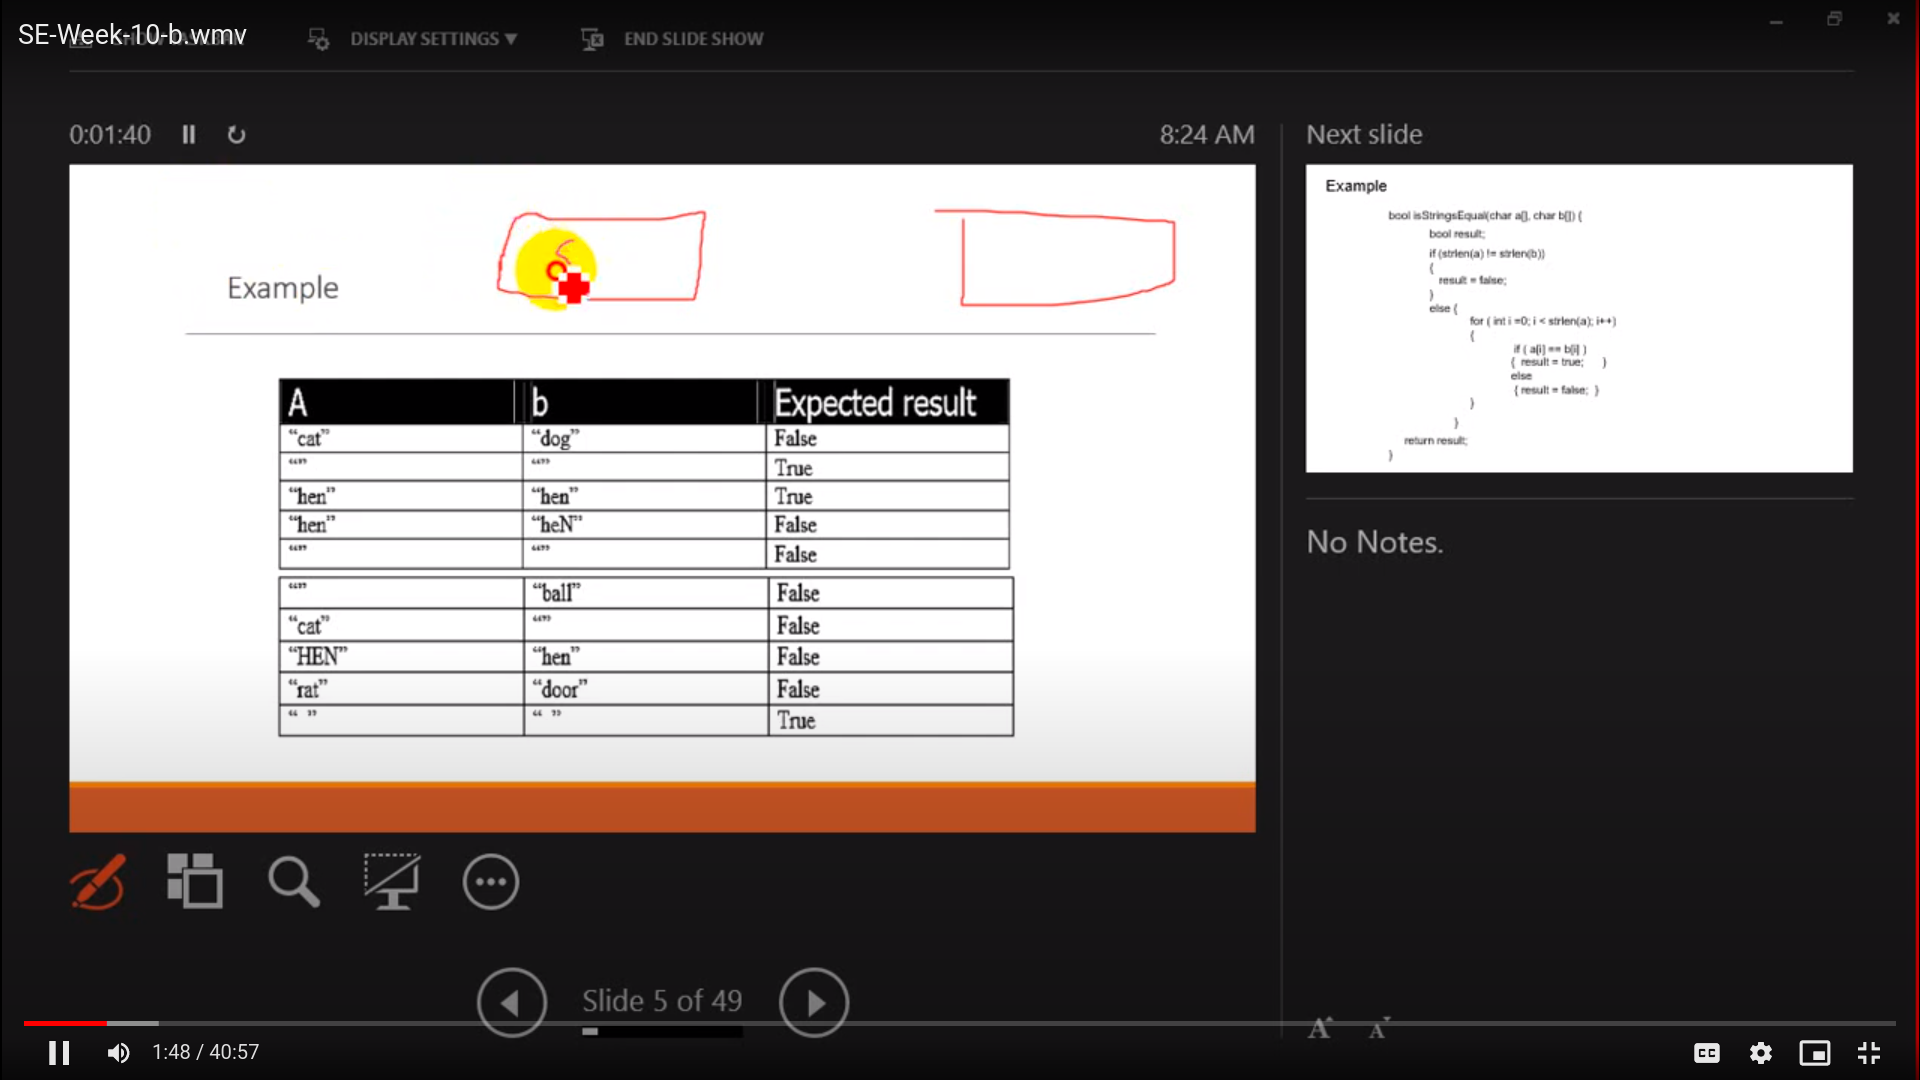 SE-Week-10-b.wmv
DISPLAY SETTINGS ▼
END SLIDE SHOW
0:01:40
8:24 AM
Next slide
Example
A b Expected result
“cat” “dog” False
“” “” True
“hen” “hen” True
“hen” “heN” False
“” “” False
“” “ball” False
“cat” “” False
“HEN” “hen” False
“rat” “door” False
“ ” “ ” True
Example
bool isStringsEqual(char a[], char b[]) {
bool result;
if (strlen(a) != strlen(b))
{
result = false;
}
else {
for ( int i =0; i < strlen(a); i++)
{
if ( a[i] == b[i] )
{ result = true; }
else
{ result = false; }
}
}
return result;
}
No Notes.
Slide 5 of 49
A A
1:48 / 40:57
CC